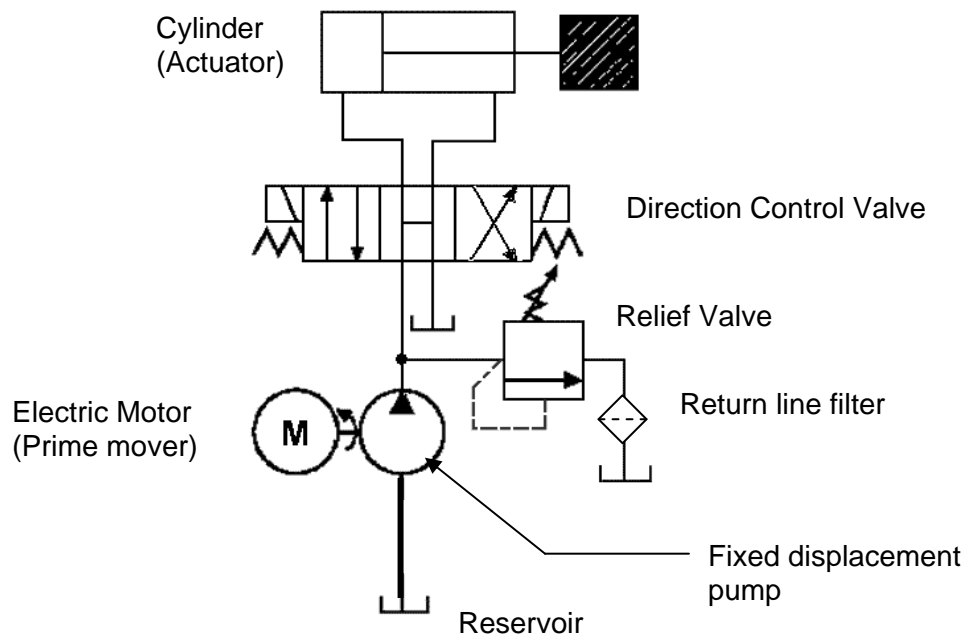 Cylinder
(Actuator)
Direction Control Valve
Relief Valve
Return line filter
Electric Motor
(Prime mover)
M
Fixed displacement
pump
Reservoir